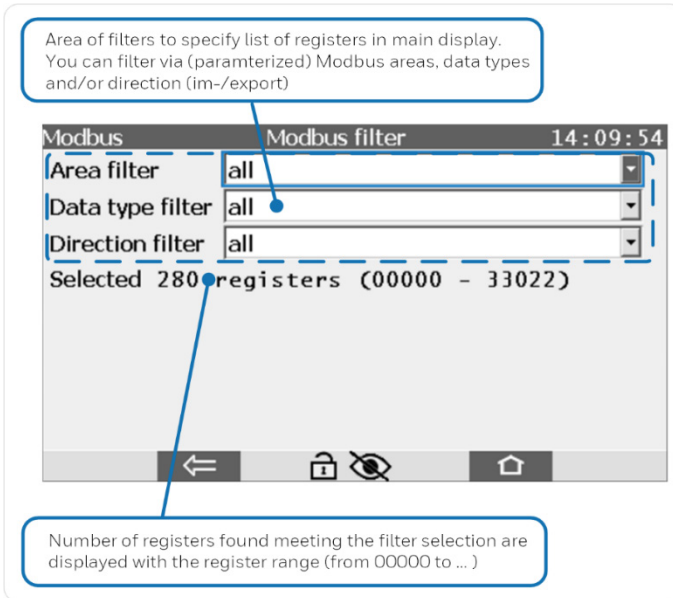 Area of filters to specify list of registers in main display.
You can filter via (paramterized) Modbus areas, data types
and/or direction (im-/export)
Modbus Modbus filter 14:09:54
Area filter all
Data type filter all
Direction filter all
Selected 280 registers (00000 - 33022)
Number of registers found meeting the filter selection are
displayed with the register range (from 00000 to ... )